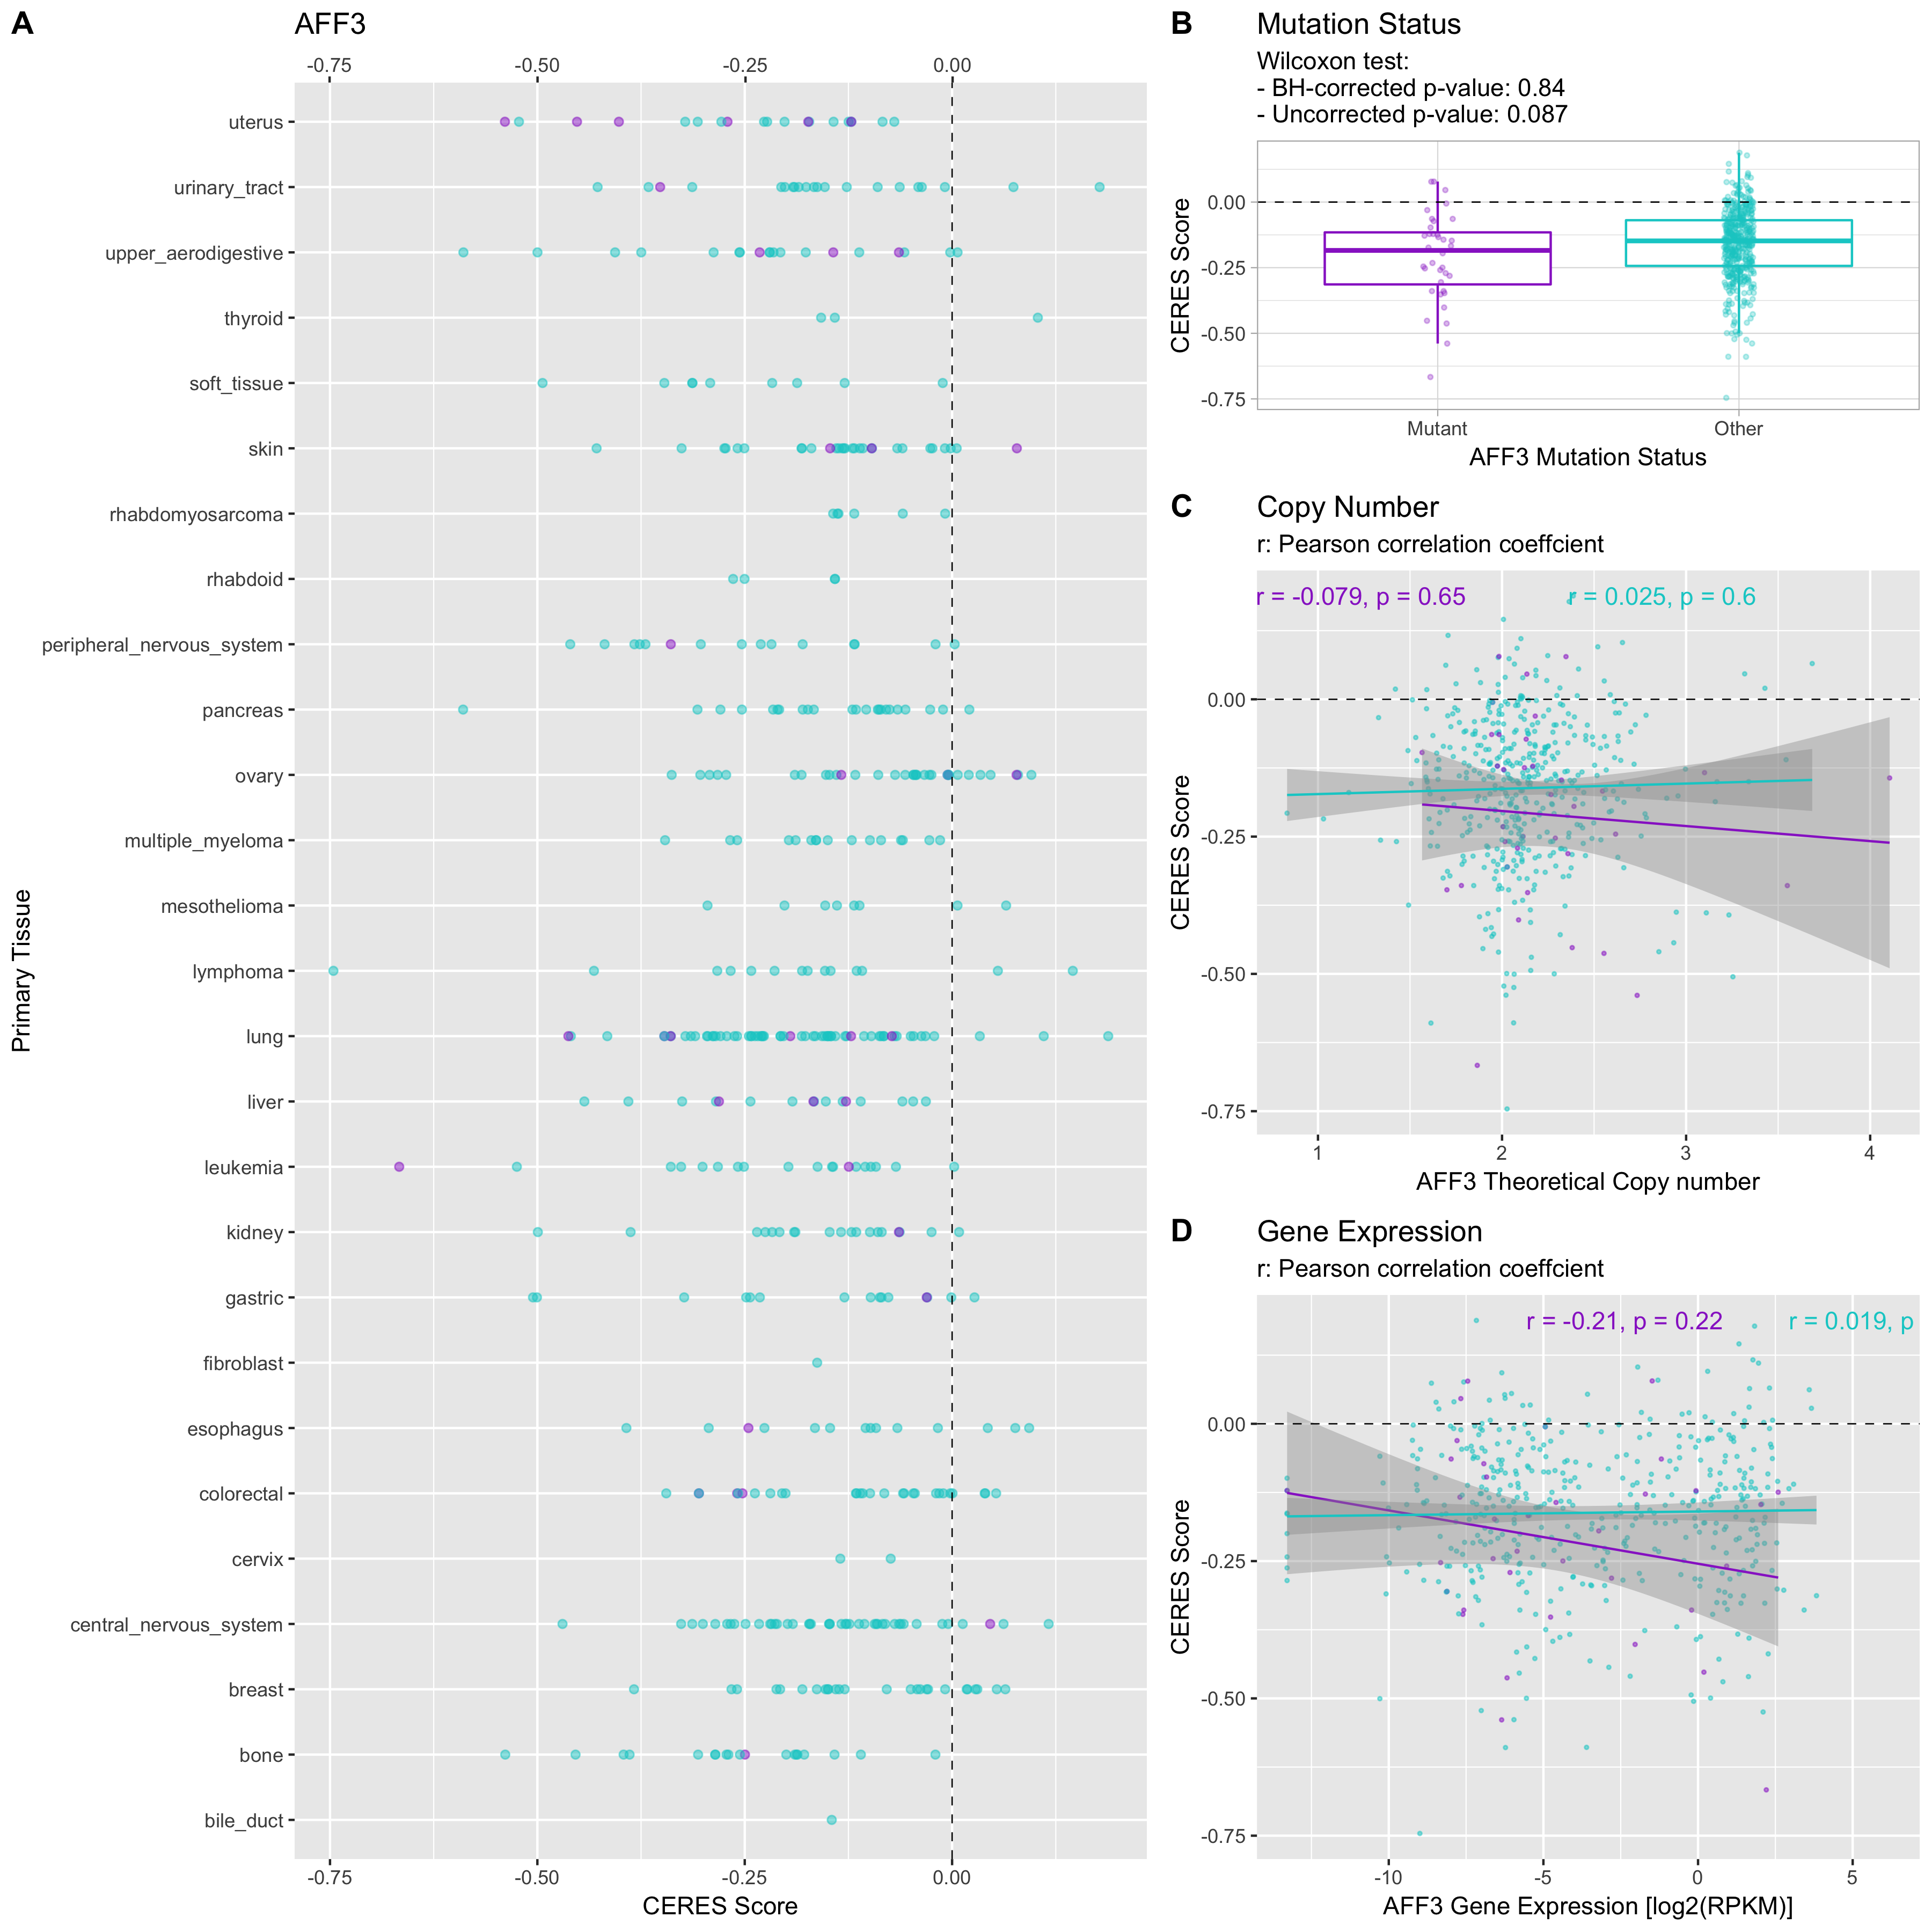 A
AFF3
-0.75 -0.50 -0.25 0.00
uterus
urinary_tract
upper_aerodigestive
thyroid
soft_tissue
skin
rhabdomyosarcoma
rhabdoid
peripheral_nervous_system
pancreas
ovary
multiple_myeloma
mesothelioma
lymphoma
lung
liver
leukemia
kidney
gastric
fibroblast
esophagus
colorectal
cervix
central_nervous_system
breast
bone
bile_duct
Primary Tissue
-0.75 -0.50 -0.25 0.00
CERES Score
B
Mutation Status
Wilcoxon test:
- BH-corrected p-value: 0.84
- Uncorrected p-value: 0.087
0.00
-0.25
-0.50
-0.75
CERES Score
Mutant Other
AFF3 Mutation Status
C
Copy Number
r: Pearson correlation coeffcient
r = -0.079, p = 0.65 r = 0.025, p = 0.6
0.00
-0.25
-0.50
-0.75
CERES Score
1 2 3 4
AFF3 Theoretical Copy number
D
Gene Expression
r: Pearson correlation coeffcient
r = -0.21, p = 0.22 r = 0.019, p
0.00
-0.25
-0.50
-0.75
CERES Score
-10 -5 0 5
AFF3 Gene Expression [log2(RPKM)]